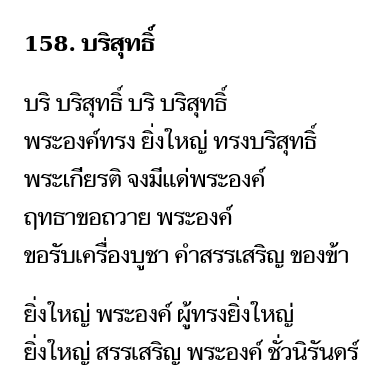 158. บริสุทธิ์
บริ บริสุทธิ์ บริ บริสุทธิ์
พระองค์ทรง ยิ่งใหญ่ ทรงบริสุทธิ์
พระเกียรติ จงมีแด่พระองค์
ฤทธาขอถวาย พระองค์
ขอรับเครื่องบูชา คำสรรเสริญ ของข้า
ยิ่งใหญ่ พระองค์ ผู้ทรงยิ่งใหญ่
ยิ่งใหญ่ สรรเสริญ พระองค์ ชั่วนิรันดร์